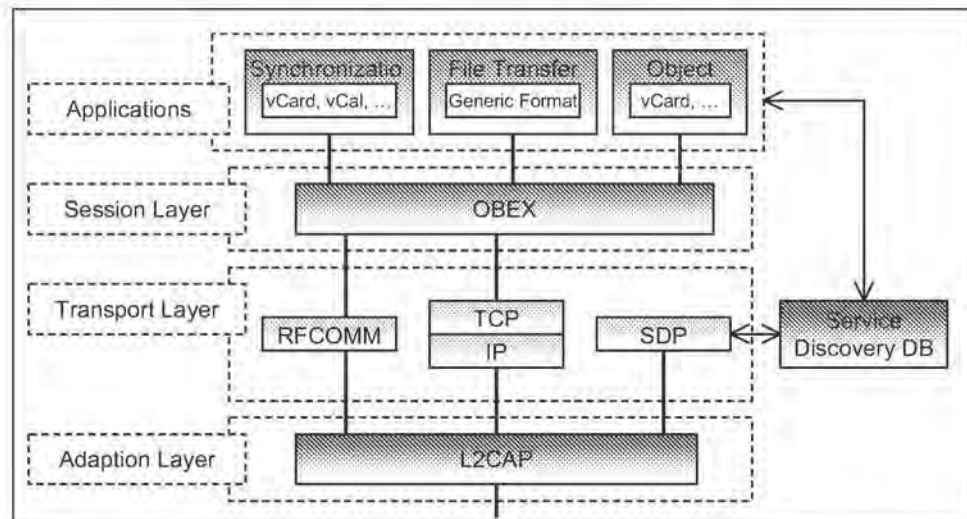 Applications
Synchronizatio
vCard, vCal, ...
File Transfer
Generic Format
Object
vCard, ...
Session Layer
OBEX
Transport Layer
RFCOMM
TCP
IP
SDP
Service
Discovery DB
Adaption Layer
L2CAP